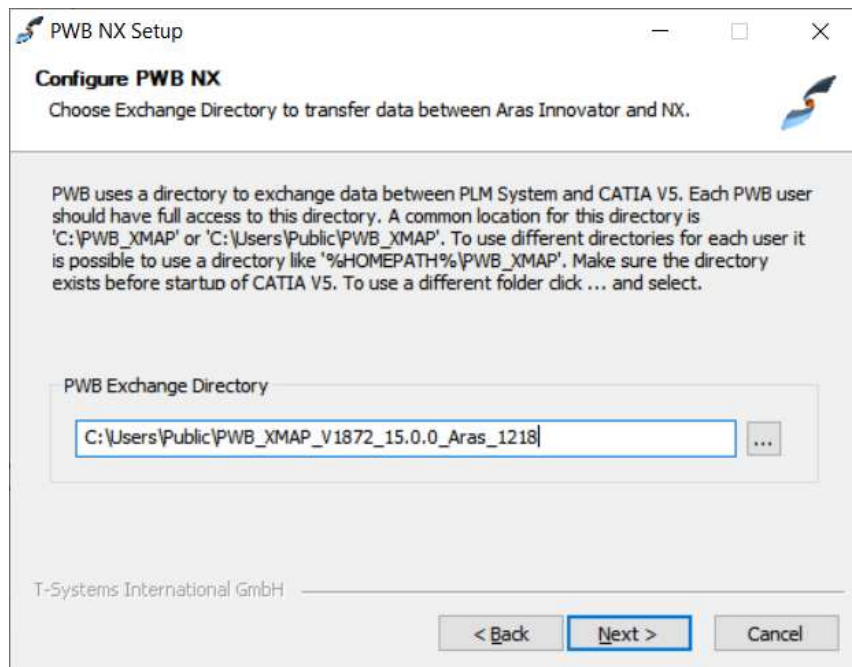 PWB NX Setup
Configure PWB NX
Choose Exchange Directory to transfer data between Aras Innovator and NX.
PWB uses a directory to exchange data between PLM System and CATIA V5. Each PWB user
should have full access to this directory. A common location for this directory is
'C:\PWB_XMAP' or 'C:\Users\Public\PWB_XMAP'. To use different directories for each user it
is possible to use a directory like '%HOMEPATH%\PWB_XMAP'. Make sure the directory
exists before startup of CATIA V5. To use a different folder click ... and select.
PWB Exchange Directory
C:\Users\Public\PWB_XMAP_V1872_15.0.0_Aras_1218
...
T-Systems International GmbH
< Back
Next >
Cancel